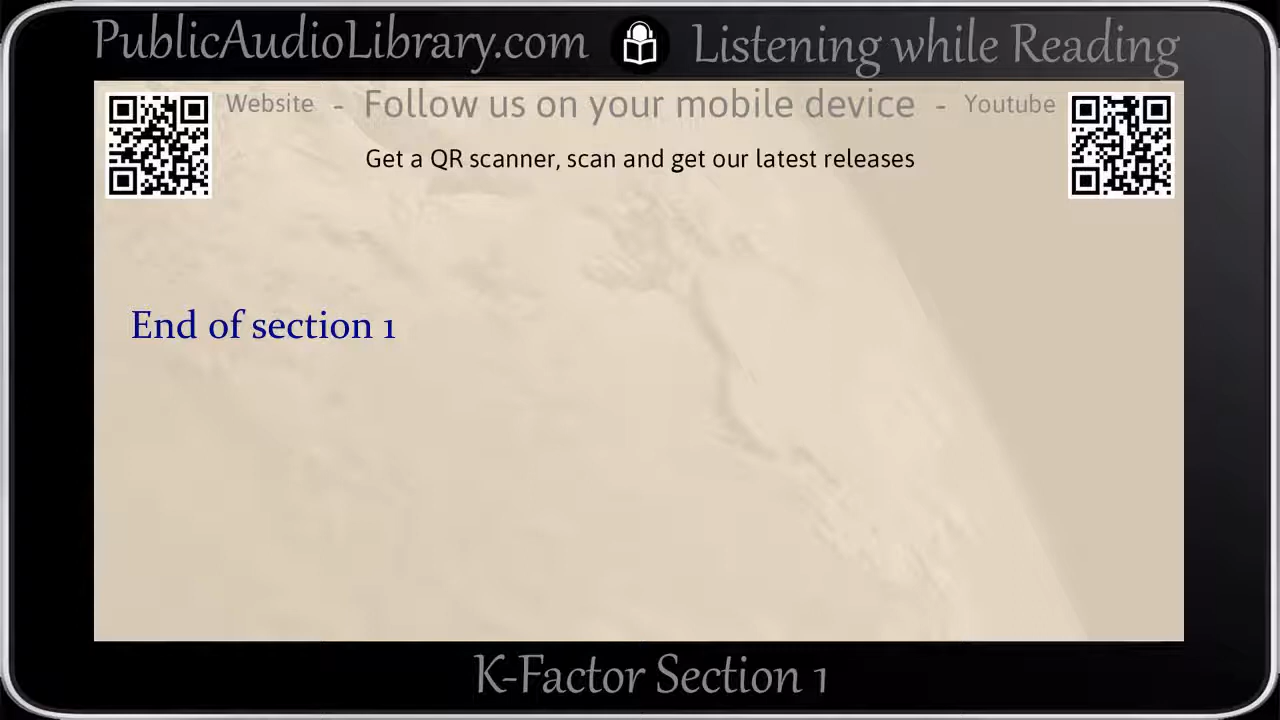 PublicAudioLibrary.com Listening while Reading
Website - Follow us on your mobile device - Youtube
Get a QR scanner, scan and get our latest releases
End of section 1
K-Factor Section 1